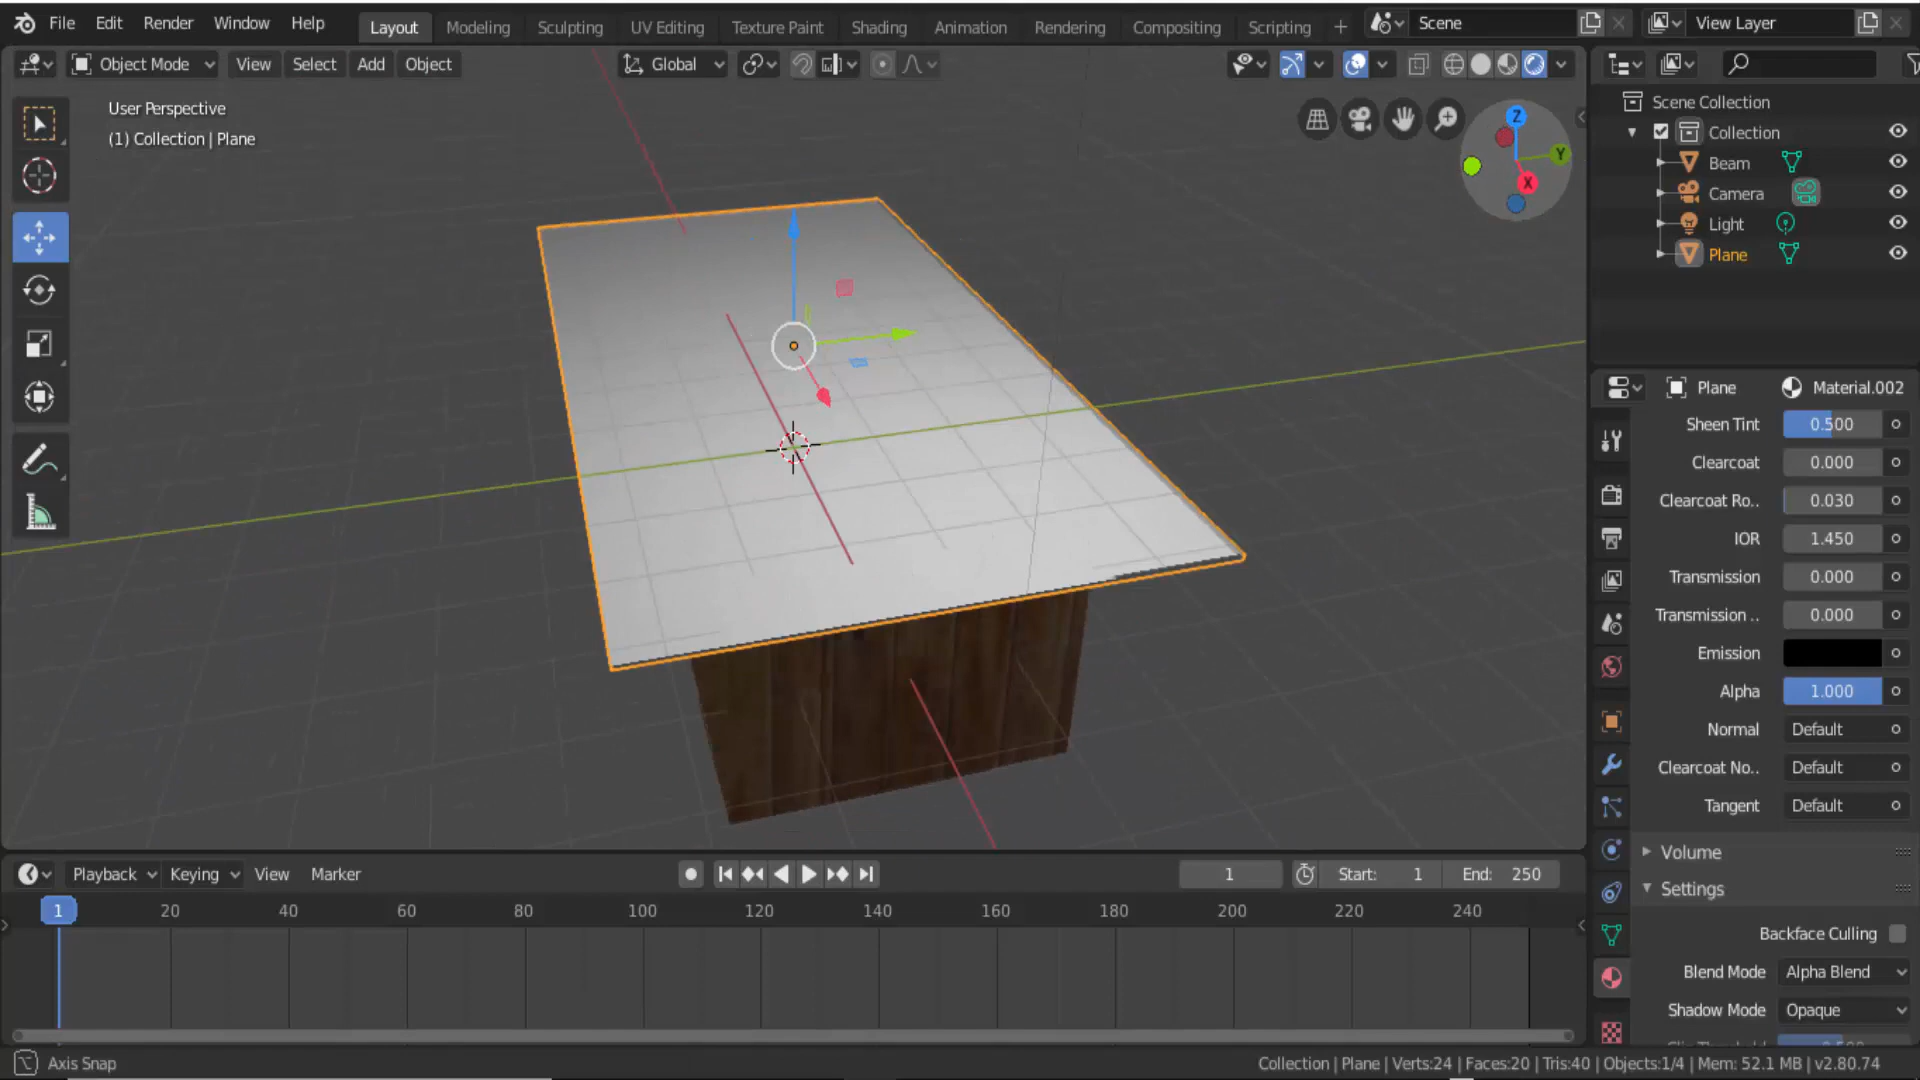 File Edit Render Window Help Layout Modeling Sculpting UV Editing Texture Paint Shading Animation Rendering Compositing Scripting + Scene View Layer
Object Mode View Select Add Object Global
User Perspective
(1) Collection | Plane
Z
Y
X
Scene Collection
Collection
Beam
Camera
Light
Plane
Plane Material.002
Sheen Tint 0.500
Clearcoat 0.000
Clearcoat Ro.. 0.030
IOR 1.450
Transmission 0.000
Transmission .. 0.000
Emission
Alpha 1.000
Normal Default
Clearcoat No.. Default
Tangent Default
Volume
Settings
Backface Culling
Blend Mode Alpha Blend
Shadow Mode Opaque
Playback Keying View Marker 1 Start: 1 End: 250
1 20 40 60 80 100 120 140 160 180 200 220 240
Axis Snap Collection | Plane | Verts:24 | Faces:20 | Tris:40 | Objects:1/4 | Mem: 52.1 MB | v2.80.74